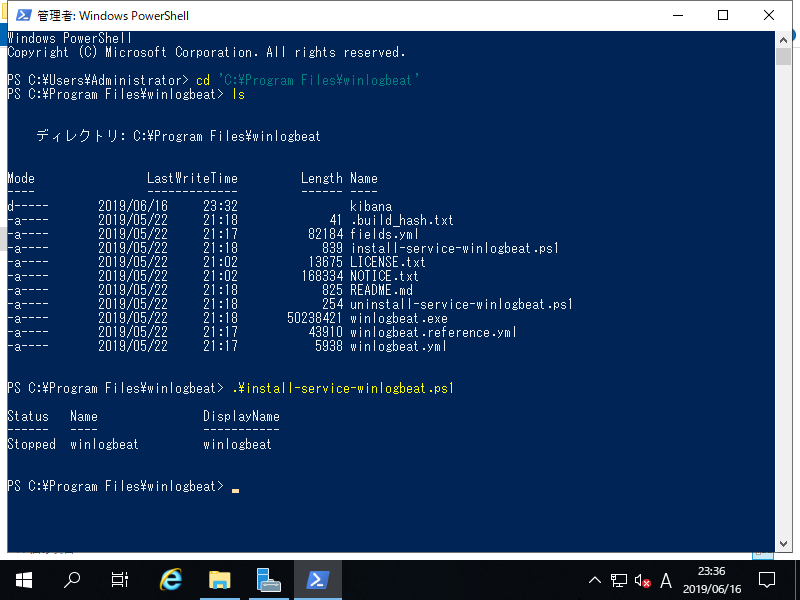 管理者: Windows PowerShell
Windows PowerShell
Copyright (C) Microsoft Corporation. All rights reserved.
PS C:¥Users¥Administrator> cd 'C:¥Program Files¥winlogbeat'
PS C:¥Program Files¥winlogbeat> ls
ディレクトリ: C:¥Program Files¥winlogbeat
Mode LastWriteTime Length Name
---- ------------- ------ ----
d----- 2019/06/16 23:32 kibana
-a---- 2019/05/22 21:18 41 .build_hash.txt
-a---- 2019/05/22 21:17 82184 fields.yml
-a---- 2019/05/22 21:18 839 install-service-winlogbeat.ps1
-a---- 2019/05/22 21:02 13675 LICENSE.txt
-a---- 2019/05/22 21:02 168334 NOTICE.txt
-a---- 2019/05/22 21:18 825 README.md
-a---- 2019/05/22 21:18 254 uninstall-service-winlogbeat.ps1
-a---- 2019/05/22 21:18 50238421 winlogbeat.exe
-a---- 2019/05/22 21:17 43910 winlogbeat.reference.yml
-a---- 2019/05/22 21:17 5938 winlogbeat.yml
PS C:¥Program Files¥winlogbeat> .¥install-service-winlogbeat.ps1
Status Name DisplayName
------ ---- -----------
Stopped winlogbeat winlogbeat
PS C:¥Program Files¥winlogbeat>
A
23:36
2019/06/16